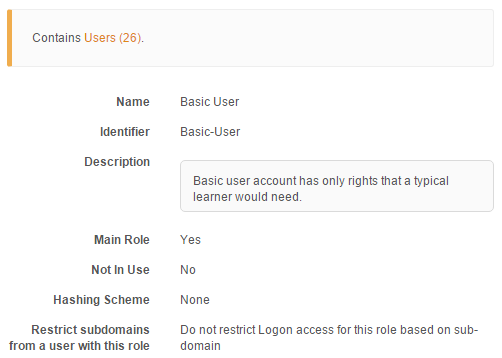 Contains Users (26).
Name Basic User
Identifier Basic-User
Description
Basic user account has only rights that a typical
learner would need.
Main Role Yes
Not In Use No
Hashing Scheme None
Restrict subdomains Do not restrict Logon access for this role based on sub-
from a user with this role domain